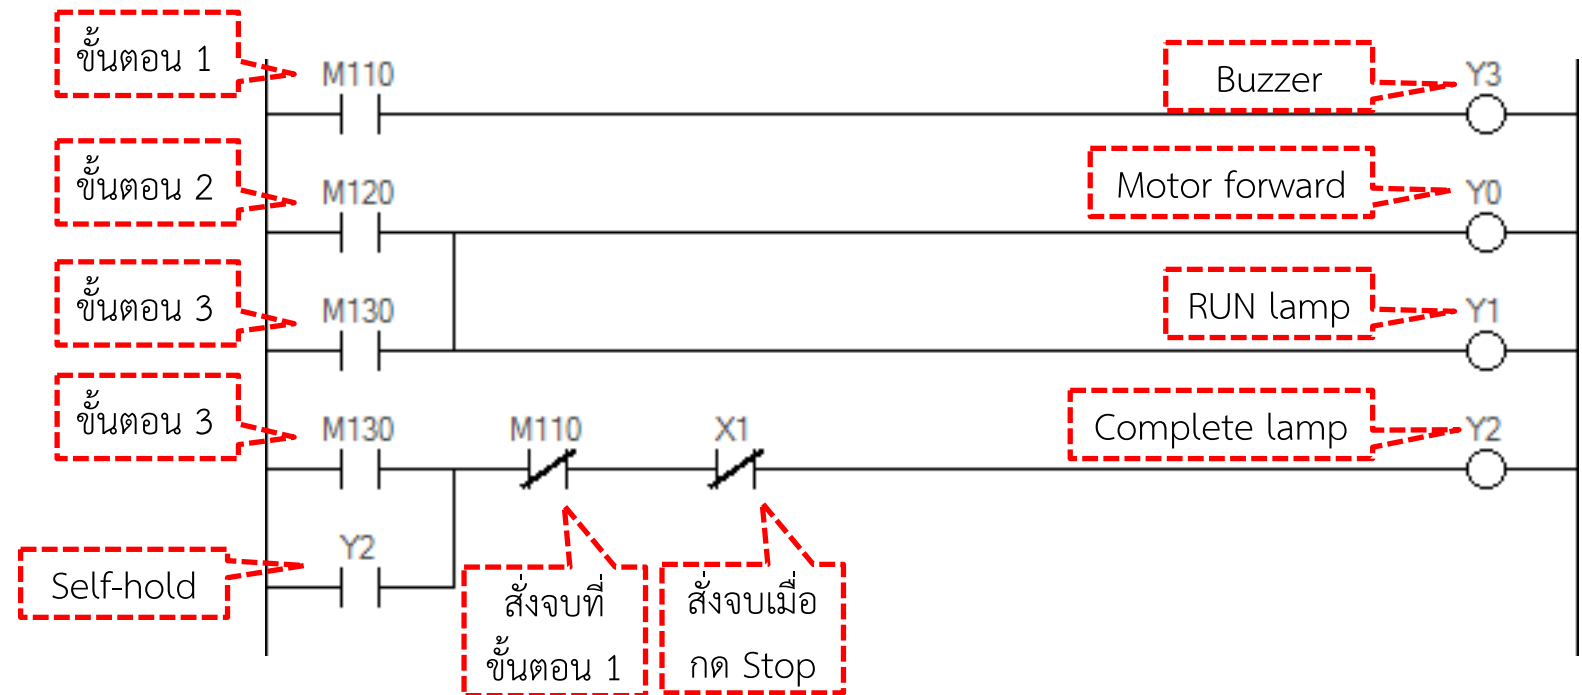 ขั้นตอน 1
M110
Buzzer
Y3
ขั้นตอน 2
M120
Motor forward
Y0
ขั้นตอน 3
M130
RUN lamp
Y1
ขั้นตอน 3
M130
M110
X1
Complete lamp
Y2
Self-hold
Y2
สั่งจบที่
ขั้นตอน 1
สั่งจบเมื่อ
กด Stop